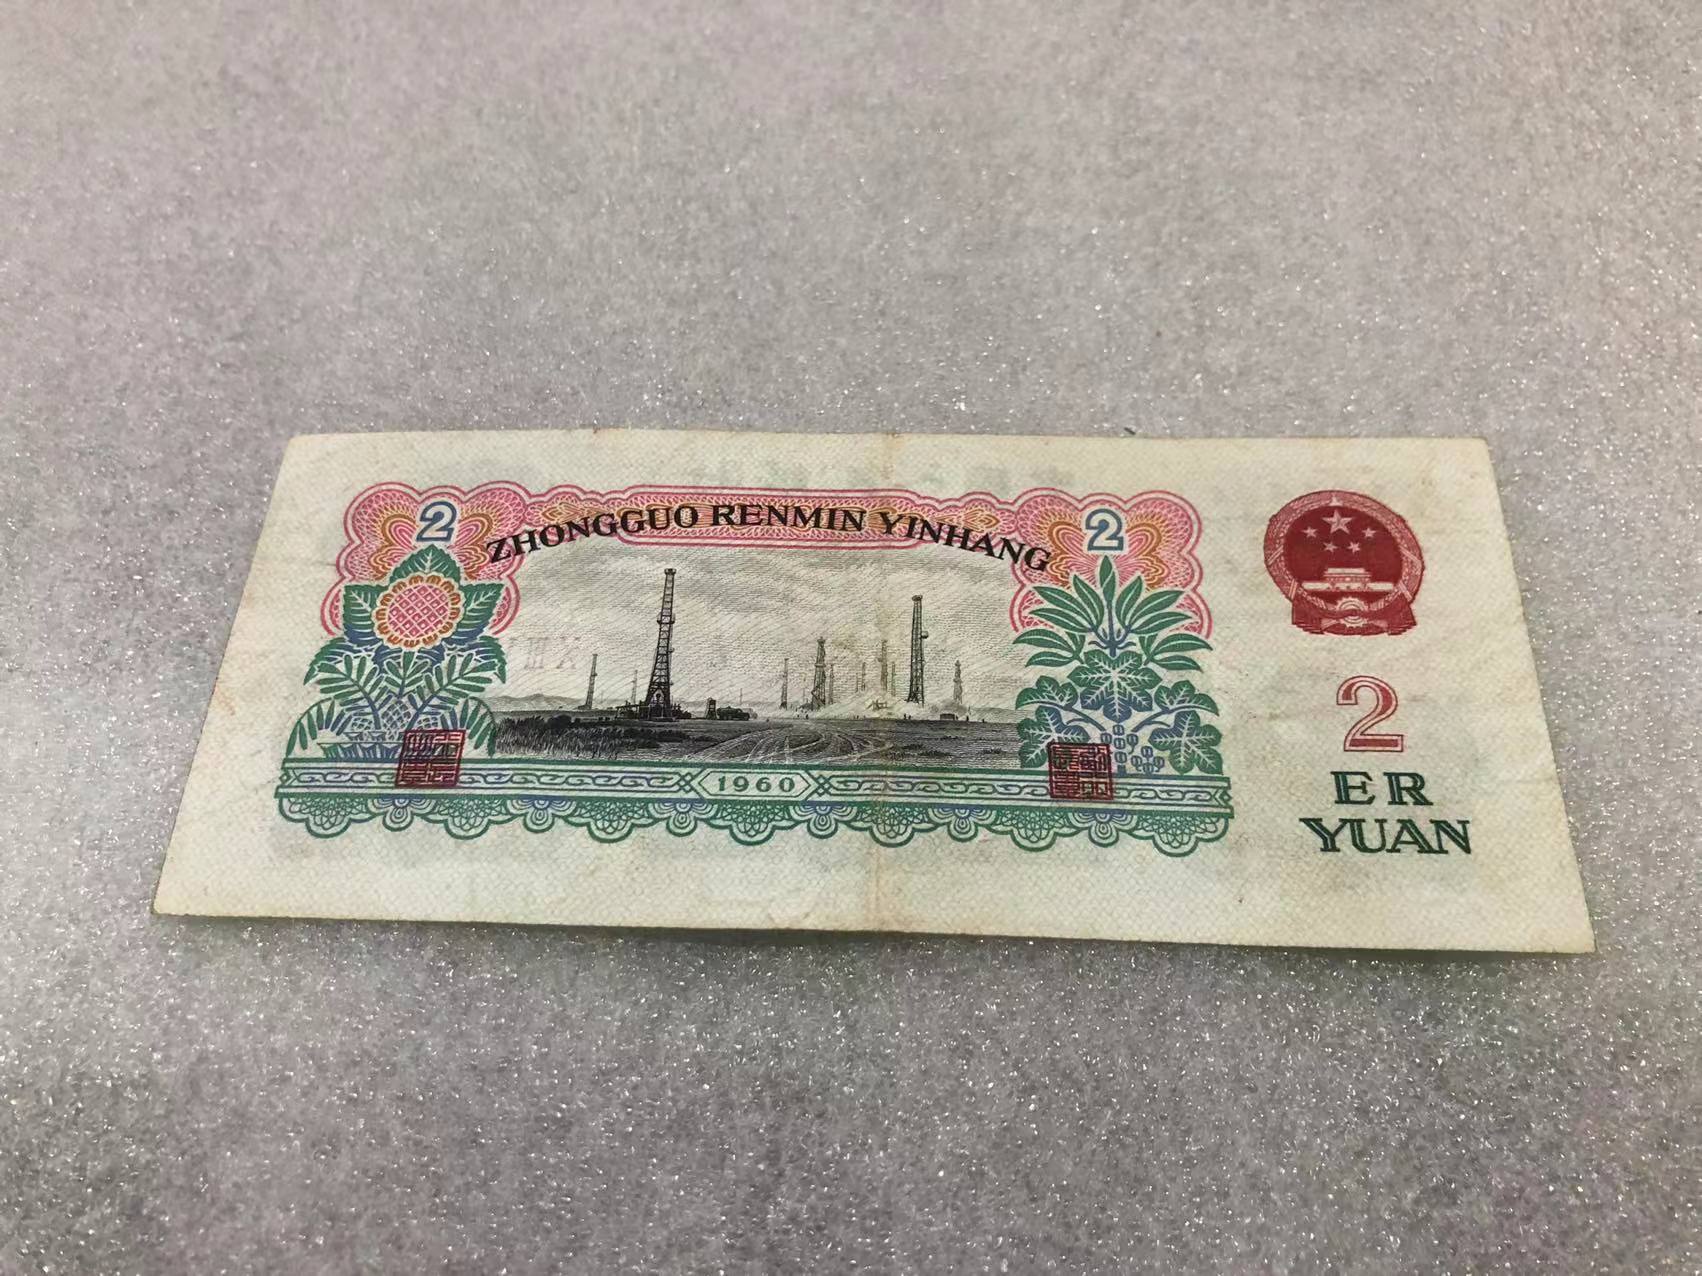 2
2
ZHONGGUO RENMIN YINHANG
1960
2
ER
YUAN